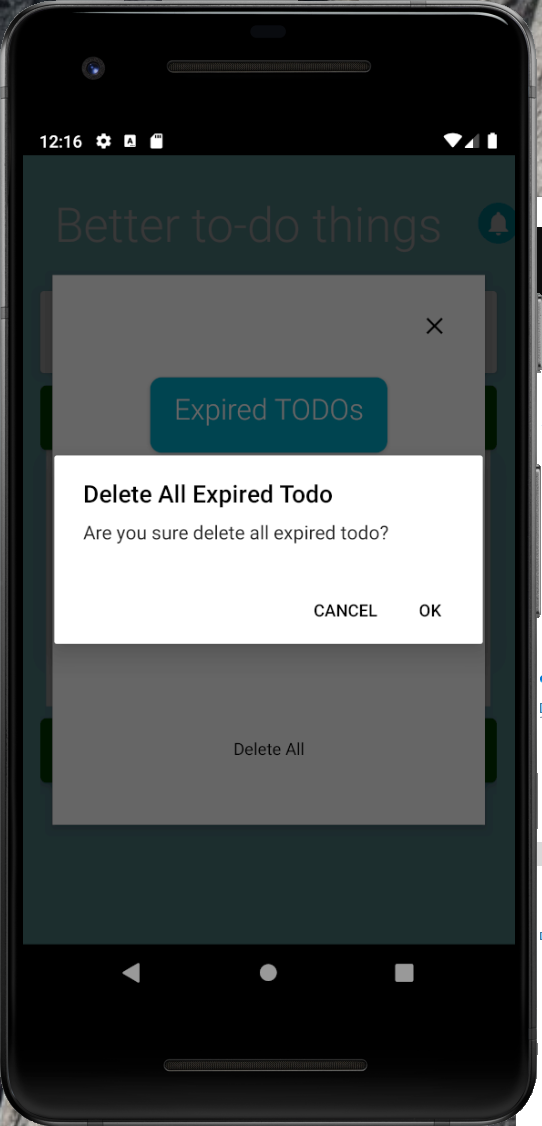 12:16
Better to-do things
Expired TODOs
Delete All Expired Todo
Are you sure delete all expired todo?
CANCEL OK
Delete All